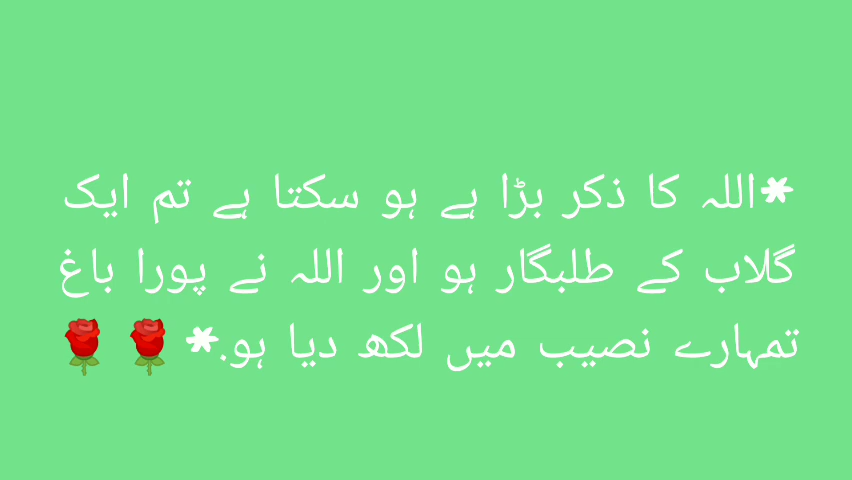 *اللہ کا ذکر بڑا ہے ہو سکتا ہے تم ایک
گلاب کے طلبگار ہو اور اللہ نے پورا باغ
تمہارے نصیب میں لکھ دیا ہو.* 🌹 🌹